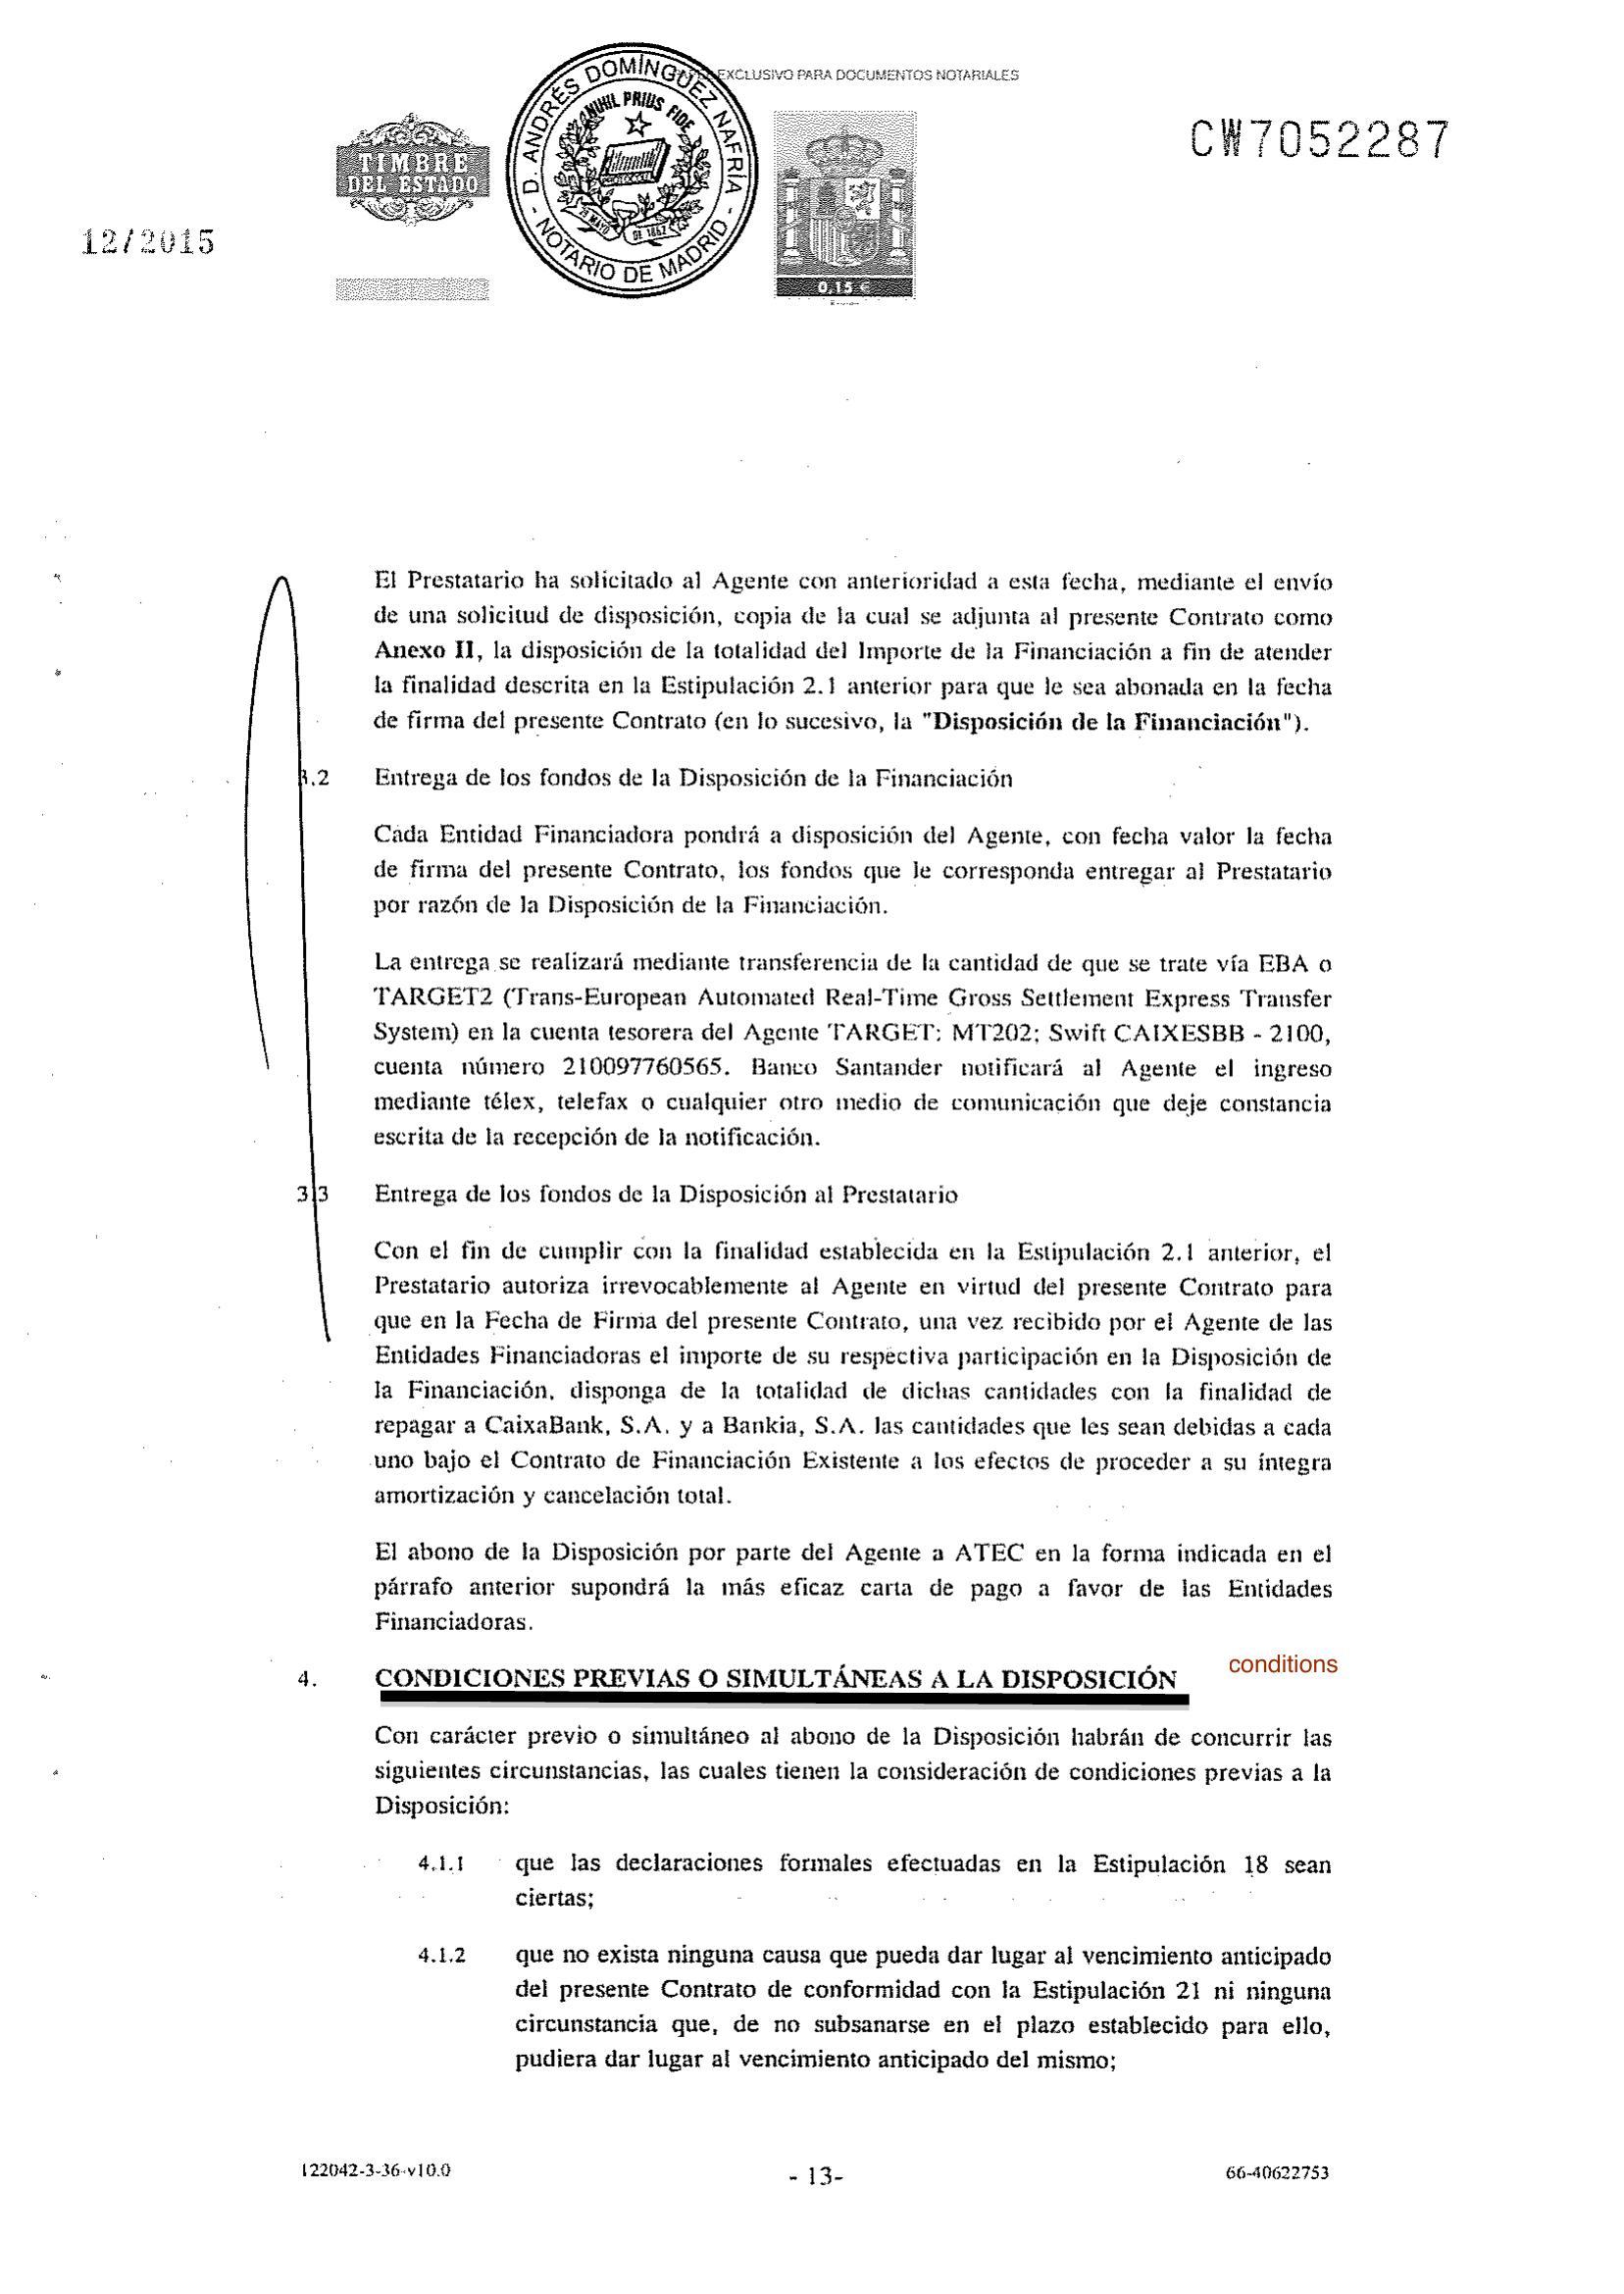 PAPEL EXCLUSIVO PARA DOCUMENTOS NOTARIALES
TIMBRE
DEL ESTADO
D. ANDRÉS DOMÍNGUEZ NAFRÍA
- NOTARIO DE MADRID -
NIHIL PRIUS FIDE
28 MAYO
DE 1862
0,15 €
CW7052287
12/2015
El Prestatario ha solicitado al Agente con anterioridad a esta fecha, mediante el envío
de una solicitud de disposición, copia de la cual se adjunta al presente Contrato como
Anexo II, la disposición de la totalidad del Importe de la Financiación a fin de atender
la finalidad descrita en la Estipulación 2.1 anterior para que le sea abonada en la fecha
de firma del presente Contrato (en lo sucesivo, la "Disposición de la Financiación").
3.2 Entrega de los fondos de la Disposición de la Financiación
Cada Entidad Financiadora pondrá a disposición del Agente, con fecha valor la fecha
de firma del presente Contrato, los fondos que le corresponda entregar al Prestatario
por razón de la Disposición de la Financiación.
La entrega se realizará mediante transferencia de la cantidad de que se trate vía EBA o
TARGET2 (Trans-European Automated Real-Time Gross Settlement Express Transfer
System) en la cuenta tesorera del Agente TARGET: MT202; Swift CAIXESBB - 2100,
cuenta número 210097760565. Banco Santander notificará al Agente el ingreso
mediante télex, telefax o cualquier otro medio de comunicación que deje constancia
escrita de la recepción de la notificación.
3.3 Entrega de los fondos de la Disposición al Prestatario
Con el fin de cumplir con la finalidad establecida en la Estipulación 2.1 anterior, el
Prestatario autoriza irrevocablemente al Agente en virtud del presente Contrato para
que en la Fecha de Firma del presente Contrato, una vez recibido por el Agente de las
Entidades Financiadoras el importe de su respectiva participación en la Disposición de
la Financiación, disponga de la totalidad de dichas cantidades con la finalidad de
repagar a CaixaBank, S.A. y a Bankia, S.A. las cantidades que les sean debidas a cada
uno bajo el Contrato de Financiación Existente a los efectos de proceder a su íntegra
amortización y cancelación total.
El abono de la Disposición por parte del Agente a ATEC en la forma indicada en el
párrafo anterior supondrá la más eficaz carta de pago a favor de las Entidades
Financiadoras.
4. CONDICIONES PREVIAS O SIMULTÁNEAS A LA DISPOSICIÓN conditions
Con carácter previo o simultáneo al abono de la Disposición habrán de concurrir las
siguientes circunstancias, las cuales tienen la consideración de condiciones previas a la
Disposición:
4.1.1 que las declaraciones formales efectuadas en la Estipulación 18 sean
ciertas;
4.1.2 que no exista ninguna causa que pueda dar lugar al vencimiento anticipado
del presente Contrato de conformidad con la Estipulación 21 ni ninguna
circunstancia que, de no subsanarse en el plazo establecido para ello,
pudiera dar lugar al vencimiento anticipado del mismo;
122042-3-36-v10.0 - 13- 66-40622753